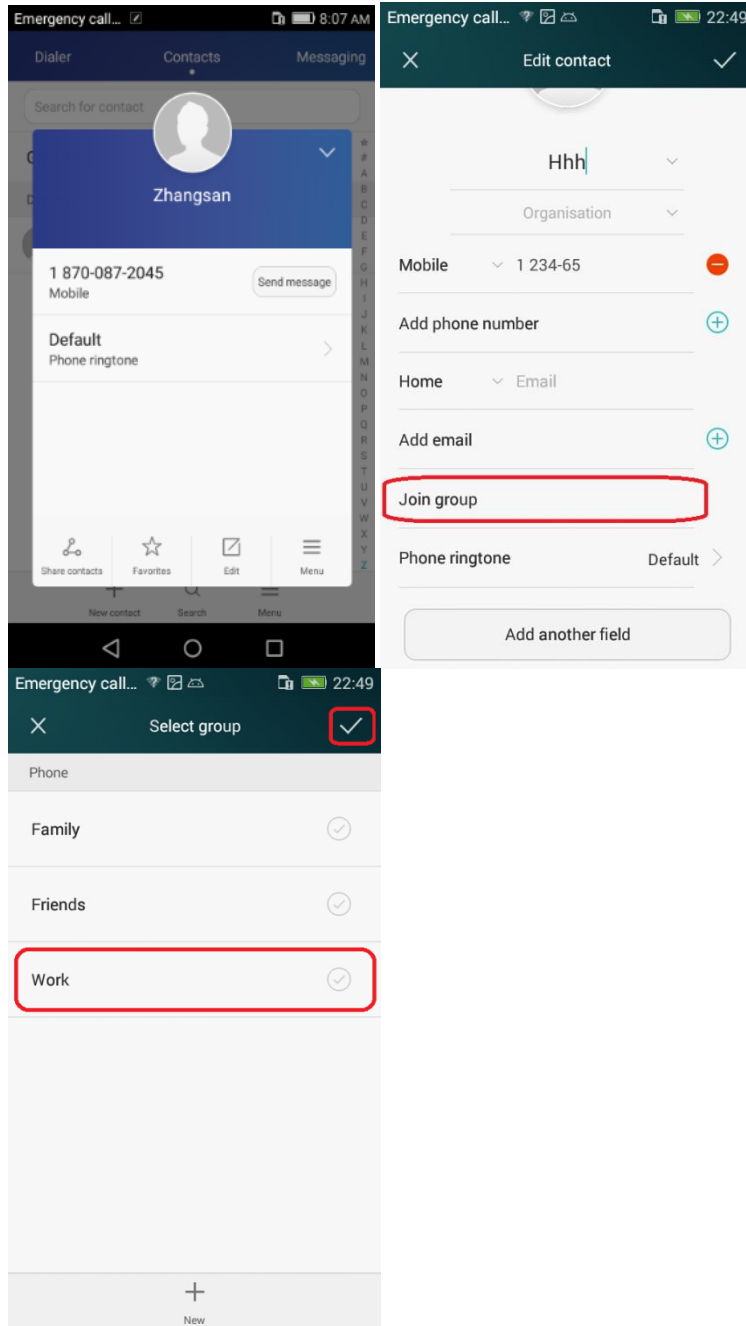 Emergency call... 8:07 AM
Dialer Contacts Messaging
Search for contact
Zhangsan
1 870-087-2045
Mobile
Send message
Default
Phone ringtone
#
A
B
C
D
E
F
G
H
I
J
K
L
M
N
O
P
Q
R
S
T
U
V
W
X
Y
Z
Share contacts Favorites Edit Menu
New contact Search Menu
Emergency call... 22:49
Edit contact
Hhh
Organisation
Mobile 1 234-65
Add phone number
Home Email
Add email
Join group
Phone ringtone Default
Add another field
Emergency call... 22:49
Select group
Phone
Family
Friends
Work
New